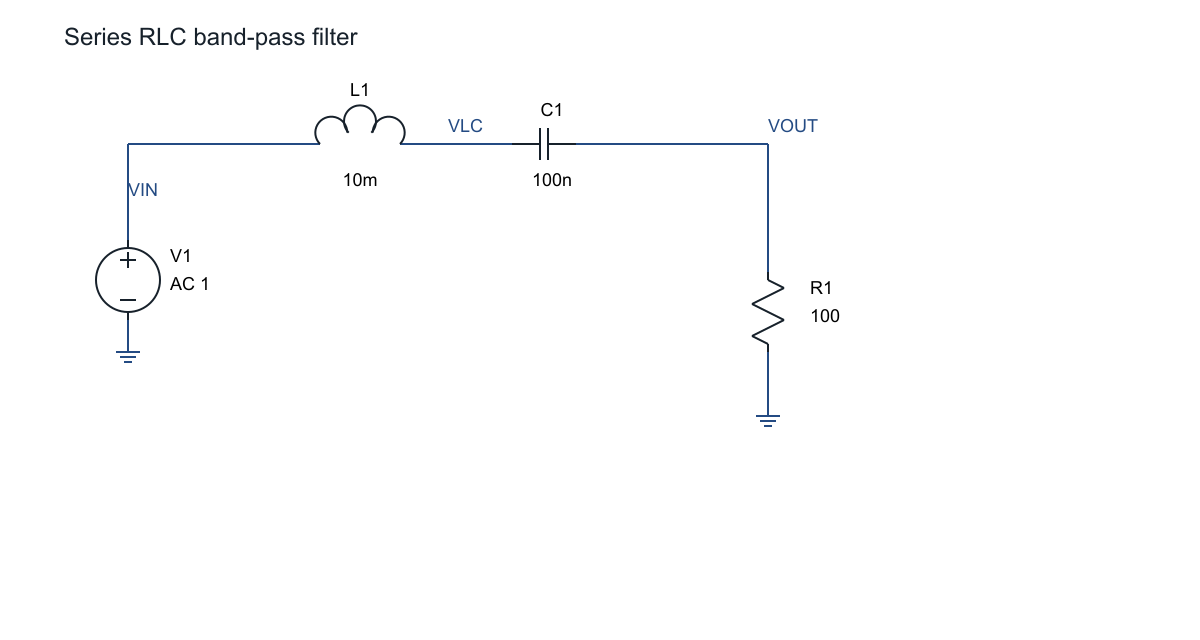 Series RLC band-pass filter
L1
C1
VLC
VOUT
10m
100n
VIN
V1
AC 1
R1
100